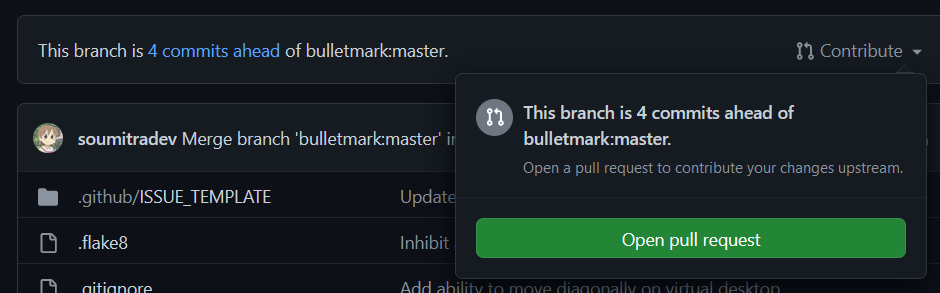 This branch is 4 commits ahead of bulletmark:master.
Contribute
This branch is 4 commits ahead of
bulletmark:master.
Open a pull request to contribute your changes upstream.
Open pull request
soumitradev Merge branch 'bulletmark:master' in
.github/ISSUE_TEMPLATE
Update
.flake8
Inhibit
.gitignore
Add ability to move diagonally on virtual desktop